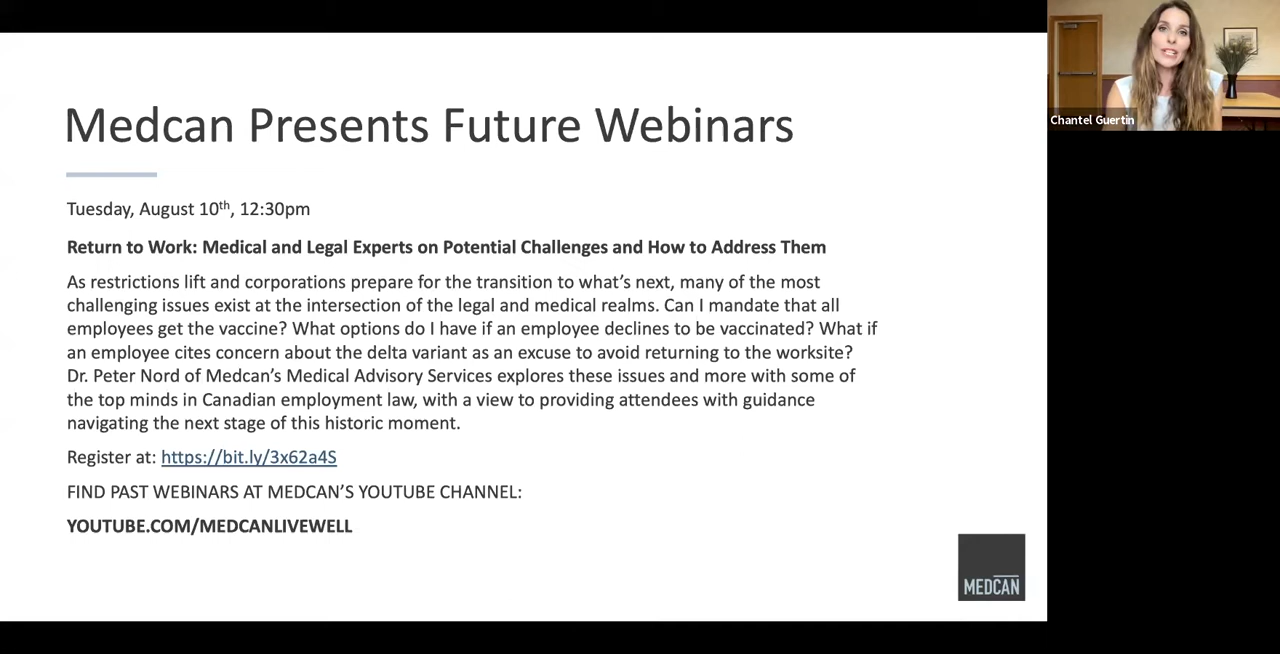 Medcan Presents Future Webinars
Tuesday, August 10th, 12:30pm
Return to Work: Medical and Legal Experts on Potential Challenges and How to Address Them
As restrictions lift and corporations prepare for the transition to what’s next, many of the most
challenging issues exist at the intersection of the legal and medical realms. Can I mandate that all
employees get the vaccine? What options do I have if an employee declines to be vaccinated? What if
an employee cites concern about the delta variant as an excuse to avoid returning to the worksite?
Dr. Peter Nord of Medcan’s Medical Advisory Services explores these issues and more with some of
the top minds in Canadian employment law, with a view to providing attendees with guidance
navigating the next stage of this historic moment.
Register at: https://bit.ly/3x62a4S
FIND PAST WEBINARS AT MEDCAN’S YOUTUBE CHANNEL:
YOUTUBE.COM/MEDCANLIVEWELL
MEDCAN
Chantel Guertin